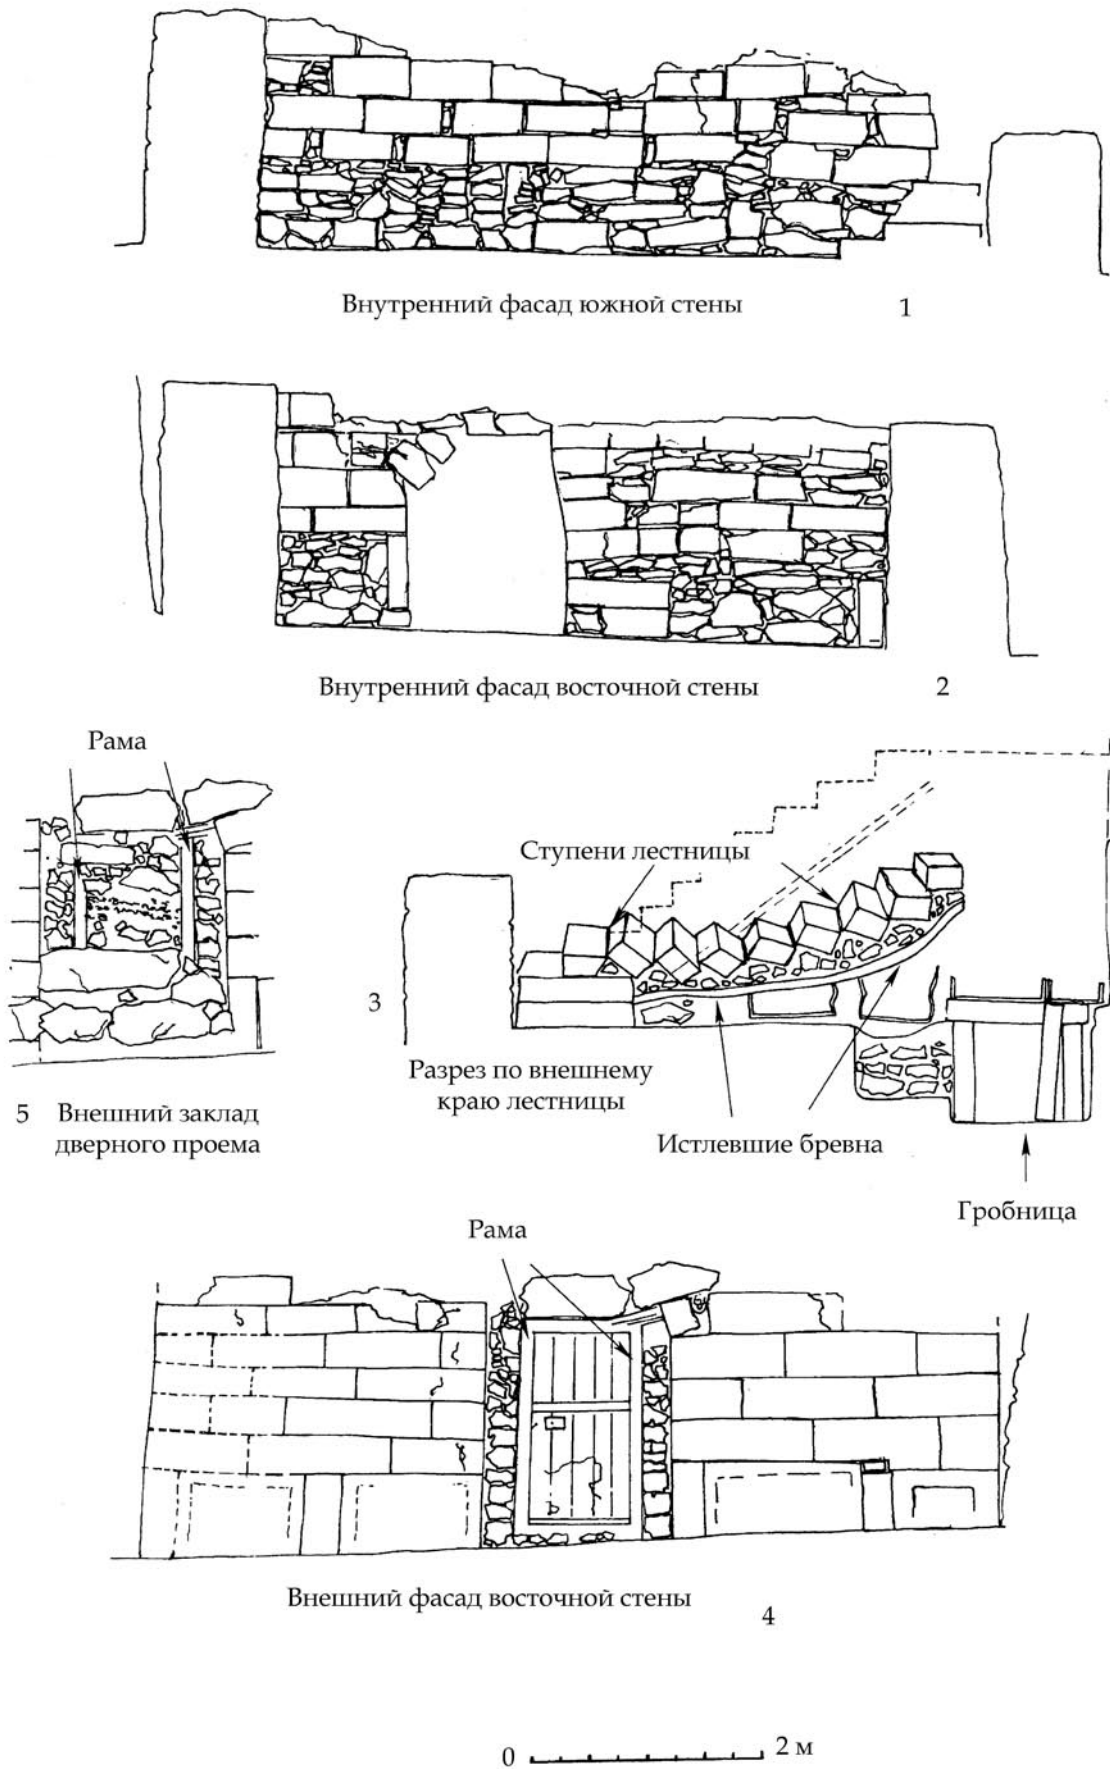 Внутренний фасад южной стены 1
Внутренний фасад восточной стены 2
Рама
Ступени лестницы
3
Разрез по внешнему
краю лестницы
5 Внешний заклад
дверного проема
Истлевшие бревна
Гробница
Рама
Внешний фасад восточной стены 4
0 2 м